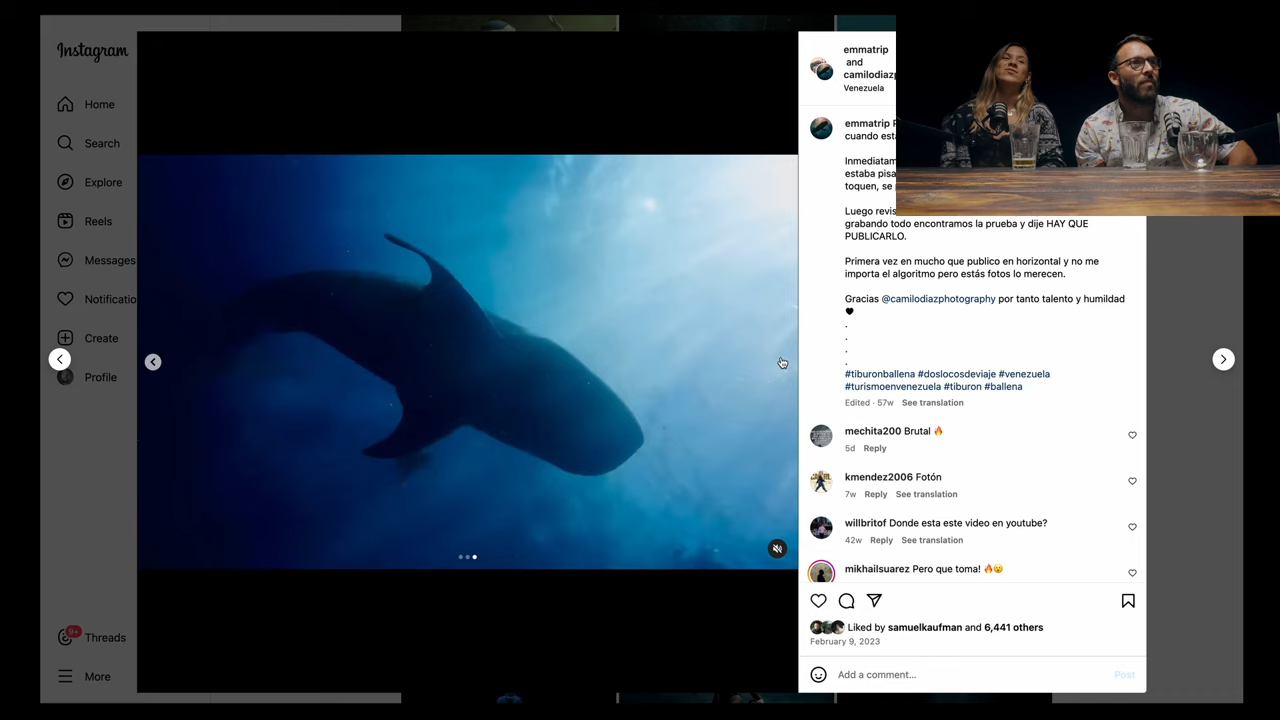 Instagram
Home
Search
Explore
Reels
Messages
Notificatio
Create
Profile
9+
Threads
More
emmatrip
and
camilodiazp
Venezuela
emmatrip
cuando est
Inmediatam
estaba pisa
toquen, se
Luego revis
grabando todo encontramos la prueba y dije HAY QUE
PUBLICARLO.
Primera vez en mucho que publico en horizontal y no me
importa el algoritmo pero estás fotos lo merecen.
Gracias @camilodiazphotography por tanto talento y humildad
.
.
.
.
#tiburonballena #doslocosdeviaje #venezuela
#turismoenvenezuela #tiburon #ballena
Edited · 57w See translation
mechita200 Brutal 🔥
5d Reply
kmendez2006 Fotón
7w Reply See translation
willbritof Donde esta este video en youtube?
42w Reply See translation
mikhailsuarez Pero que toma! 🔥😮
Liked by samuelkaufman and 6,441 others
February 9, 2023
Add a comment...
Post